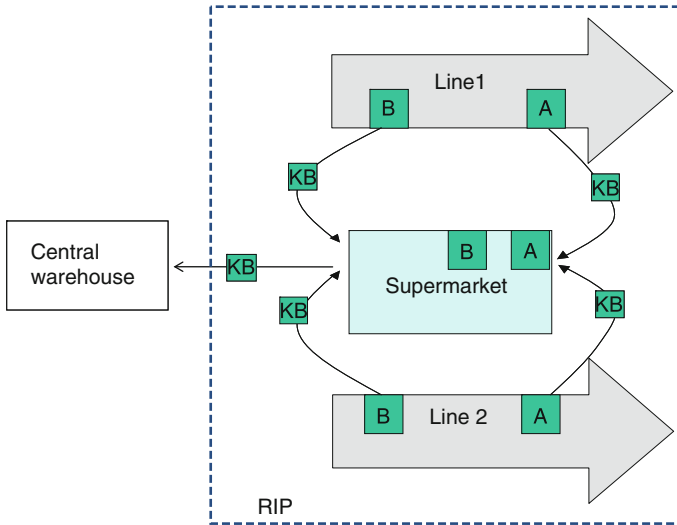 Line1
B
A
KB
KB
B
A
Central
warehouse
KB
Supermarket
KB
KB
B
Line 2
A
RIP